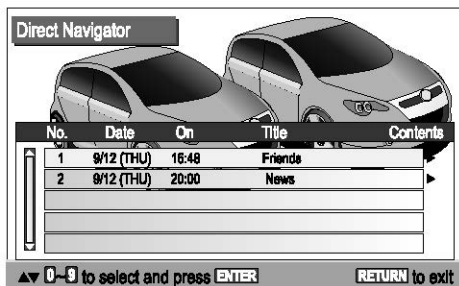 Direct Navigator
No. Date On Title Contents
1 9/12 (THU) 16:48 Friends ▶
2 9/12 (THU) 20:00 News ▶
▲▼ 0~9 to select and press ENTER RETURN to exit